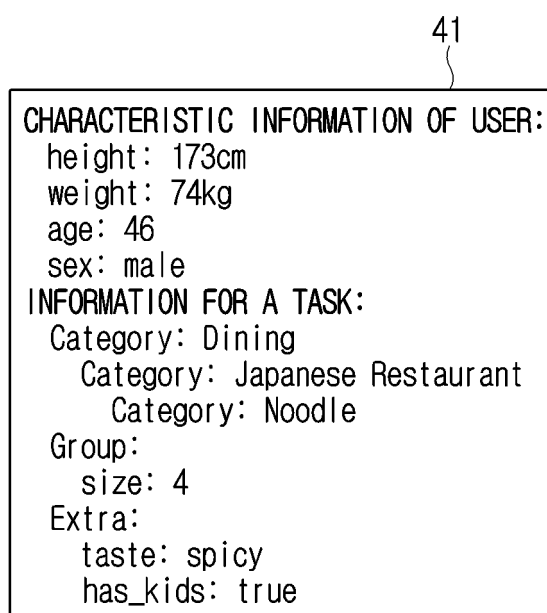 41
CHARACTERISTIC INFORMATION OF USER:
height: 173cm
weight: 74kg
age: 46
sex: male
INFORMATION FOR A TASK:
Category: Dining
Category: Japanese Restaurant
Category: Noodle
Group:
size: 4
Extra:
taste: spicy
has_kids: true